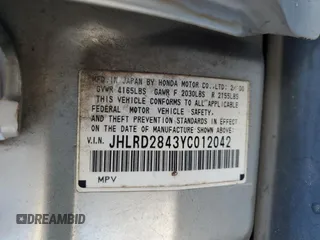 MFD. IN JAPAN BY HONDA MOTOR CO.,LTD.
GVWR 4165LBS GAWR F 2030LBS R 2155LBS
THIS VEHICLE CONFORMS TO ALL APPLICABLE
FEDERAL MOTOR VEHICLE SAFETY,
AND THEFT PREVENTION STANDARDS IN EFFECT
ON THE DATE OF MANUFACTURE SHOWN ABOVE.
V.I.N. JHLRD2843YC012042
MPV
DREAMBID